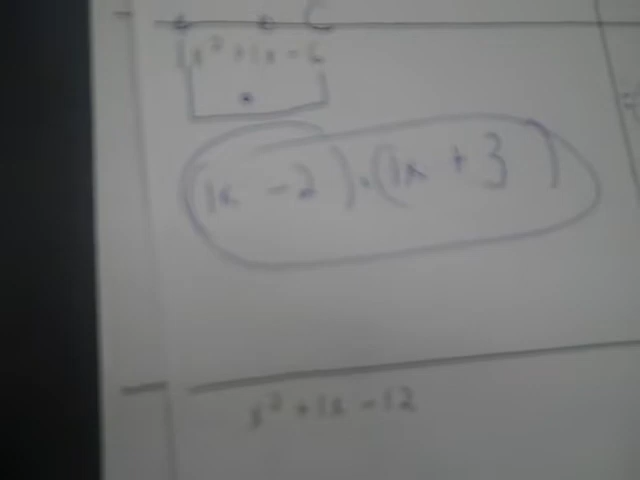 C
1x² + 1x - 6
(1x - 2) · (1x + 3)
x² + 1x - 12